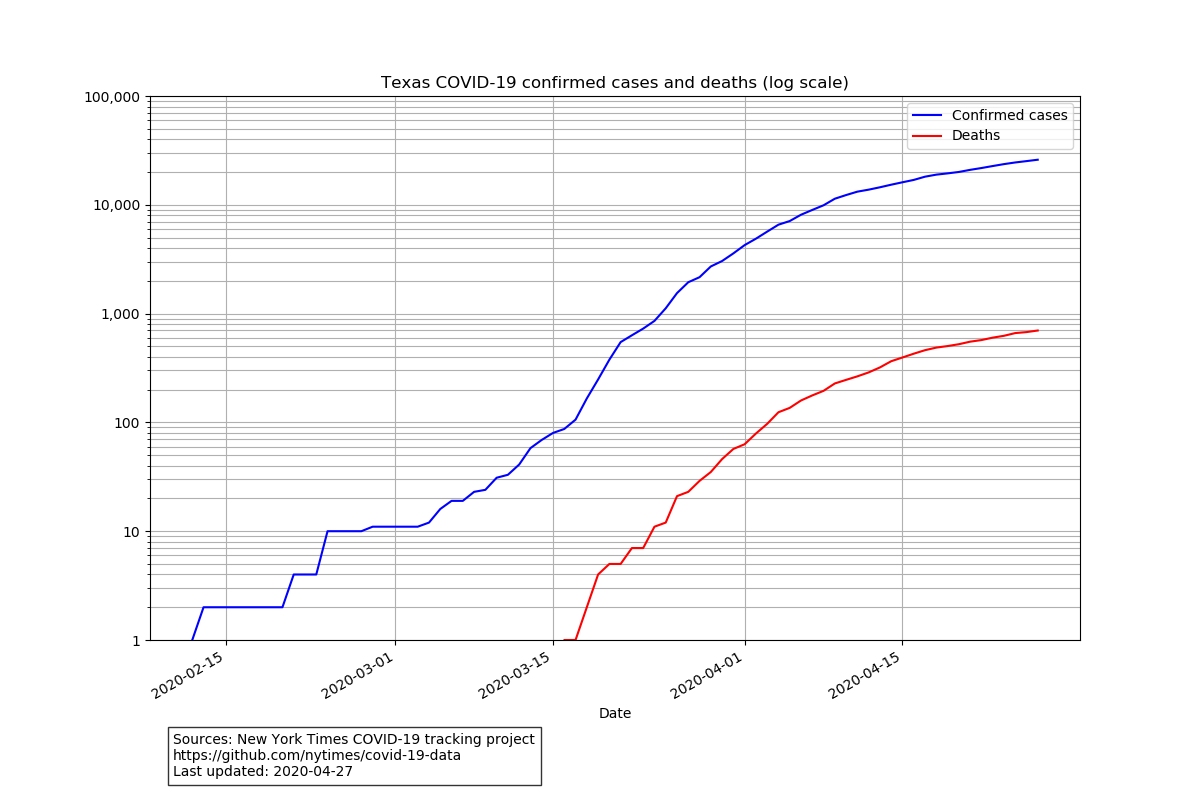 Texas COVID-19 confirmed cases and deaths (log scale)
100,000
10,000
1,000
100
10
1
Confirmed cases
Deaths
2020-02-15
2020-03-01
2020-03-15
2020-04-01
2020-04-15
Date
Sources: New York Times COVID-19 tracking project
https://github.com/nytimes/covid-19-data
Last updated: 2020-04-27